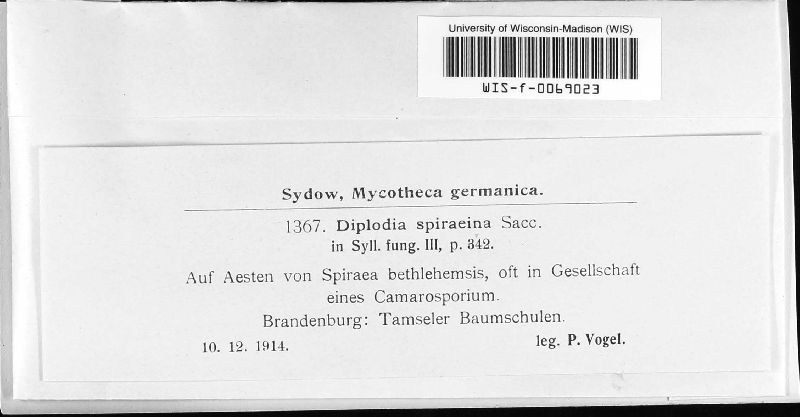 University of Wisconsin-Madison (WIS)
WIS-f-0069023
Sydow, Mycotheca germanica.
1367. Diplodia spiraeina Sacc.
in Syll. fung. III, p. 342.
Auf Aesten von Spiraea bethlehemsis, oft in Gesellschaft
eines Camarosporium.
Brandenburg: Tamseler Baumschulen.
10. 12. 1914. leg. P. Vogel.